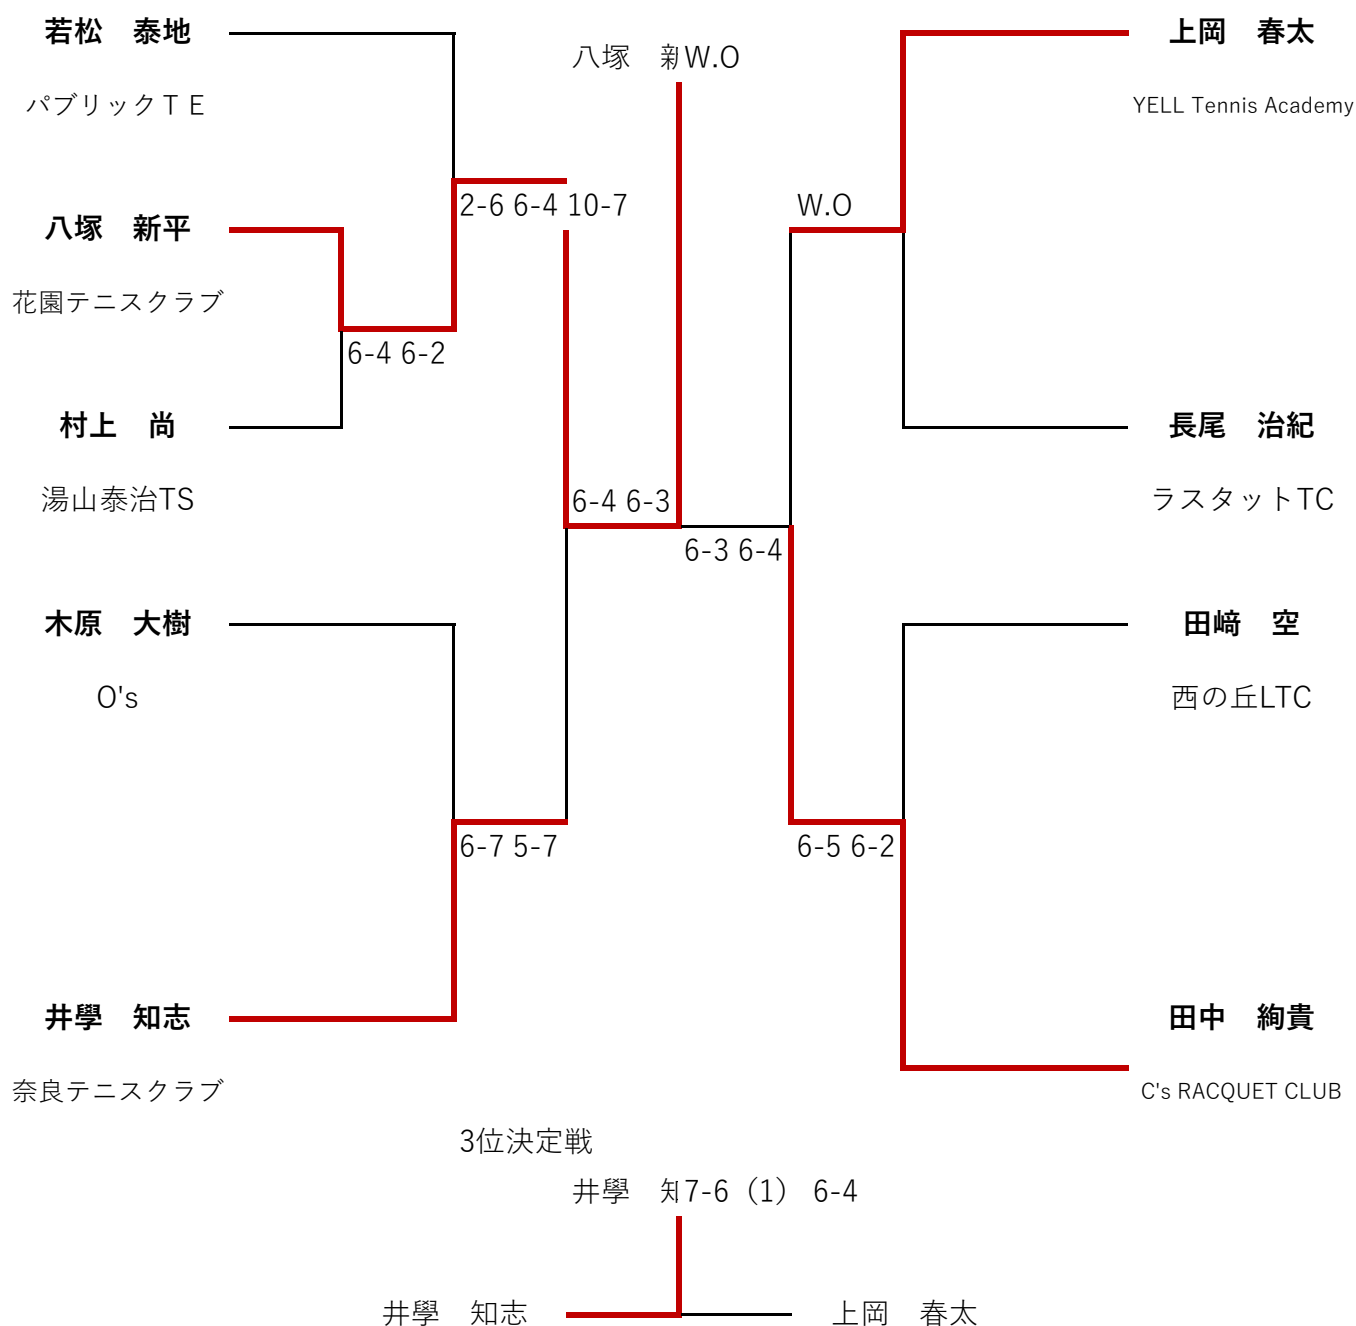 若松　泰地
パブリックＴＥ
八塚　新平
花園テニスクラブ
村上　尚
湯山泰治TS
木原　大樹
O's
井學　知志
奈良テニスクラブ
八塚　新W.O
2-6 6-4 10-7
6-4 6-2
6-4 6-3
6-7 5-7
上岡　春太
YELL Tennis Academy
長尾　治紀
ラスタットTC
田﨑　空
西の丘LTC
田中　絢貴
C's RACQUET CLUB
W.O
6-3 6-4
6-5 6-2
3位決定戦
井學　知7-6（1） 6-4
井學　知志
上岡　春太